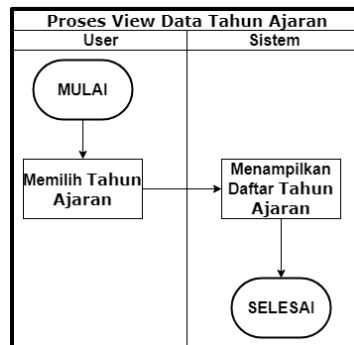 Proses View Data Tahun Ajaran
User
Sistem
MULAI
Memilih Tahun
Ajaran
Menampilkan
Daftar Tahun
Ajaran
SELESAI